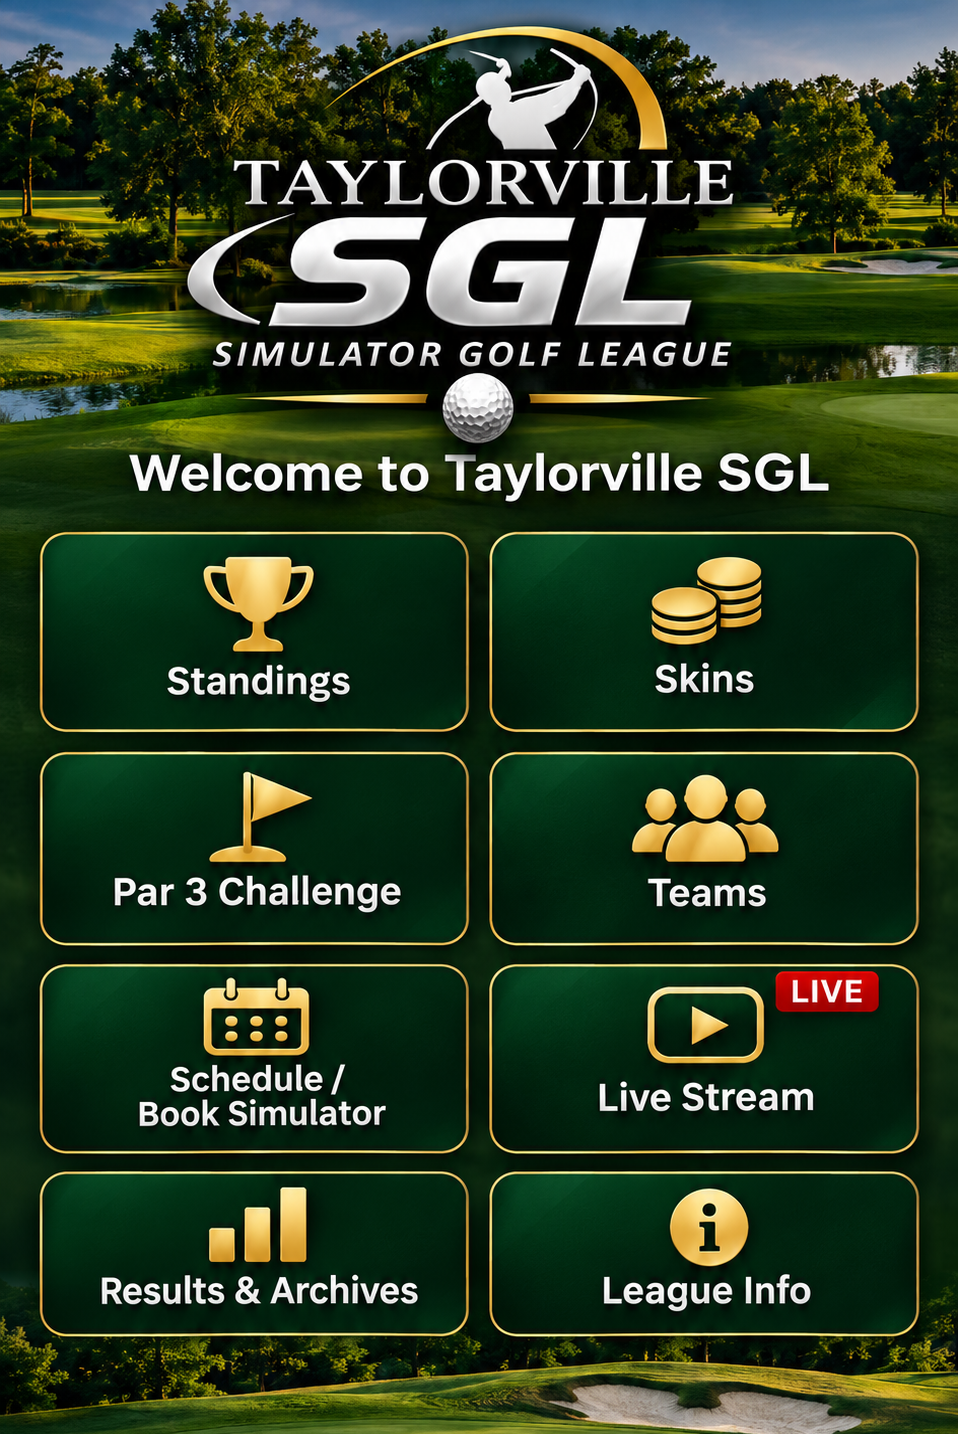 TAYLORVILLE
SGL
SIMULATOR GOLF LEAGUE
Welcome to Taylorville SGL
Standings
Skins
Par 3 Challenge
Teams
Schedule /
Book Simulator
LIVE
Live Stream
Results & Archives
League Info